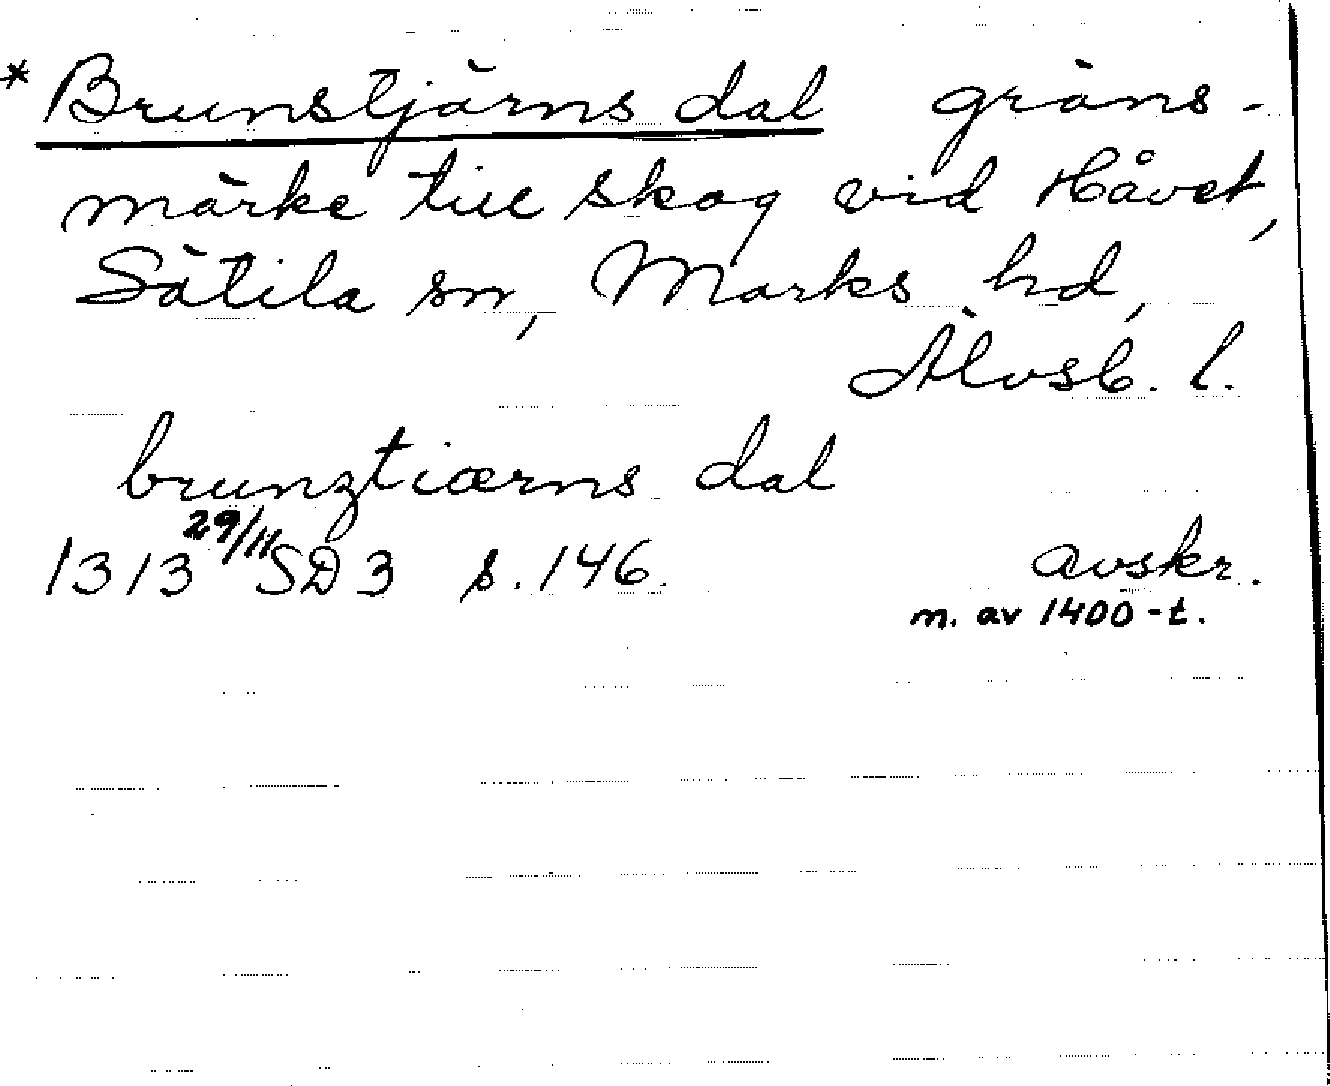 * Brunstjärns dal gräns-
märke till skog vid Håvet,
Sätila sn, Marks hd,
Älvsb. l.
brunztiærns dal
1313 29/11 SD 3 s. 146. avskr.
m. av 1400-t.